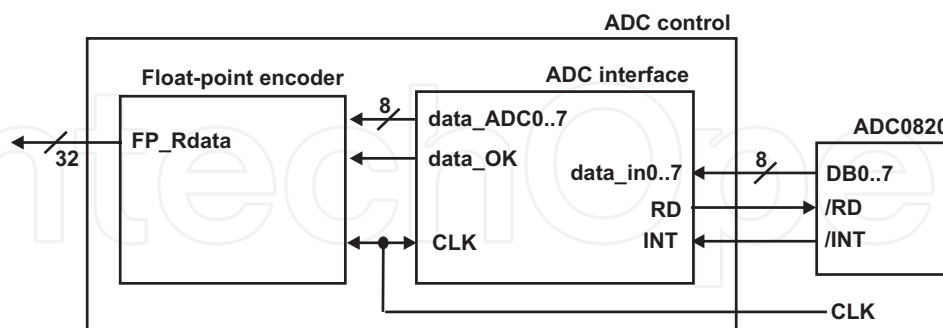 ADC control
Float-point encoder
ADC interface
8
data_ADC0..7
ADC0820
FP_Rdata
32
data_OK
data_in0..7
8
DB0..7
RD
/RD
CLK
INT
/INT
CLK